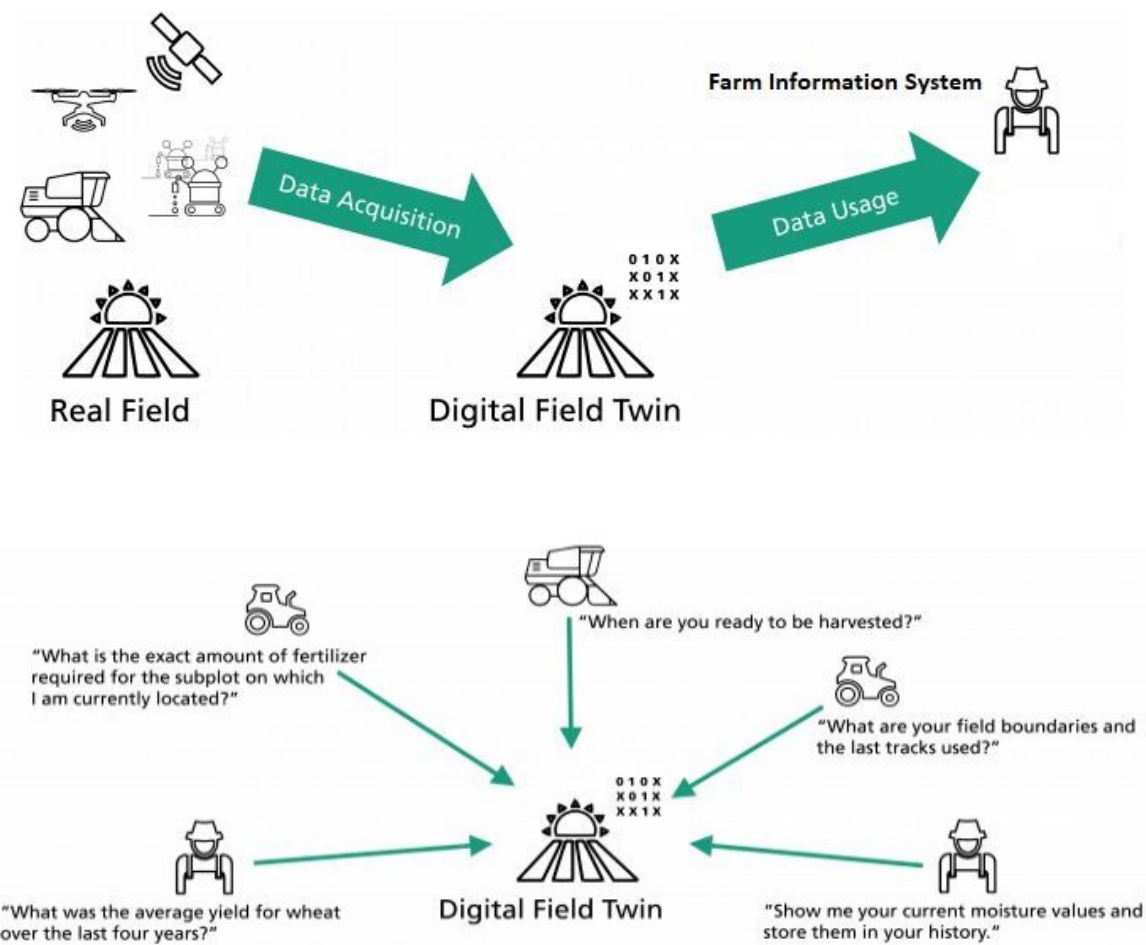 Farm Information System
Data Acquisition
Data Usage
0 1 0 X
X 0 1 X
X X 1 X
Real Field
Digital Field Twin
"When are you ready to be harvested?"
"What is the exact amount of fertilizer
required for the subplot on which
I am currently located?"
"What are your field boundaries and
the last tracks used?"
0 1 0 X
X 0 1 X
X X 1 X
"What was the average yield for wheat
over the last four years?"
Digital Field Twin
"Show me your current moisture values and
store them in your history."